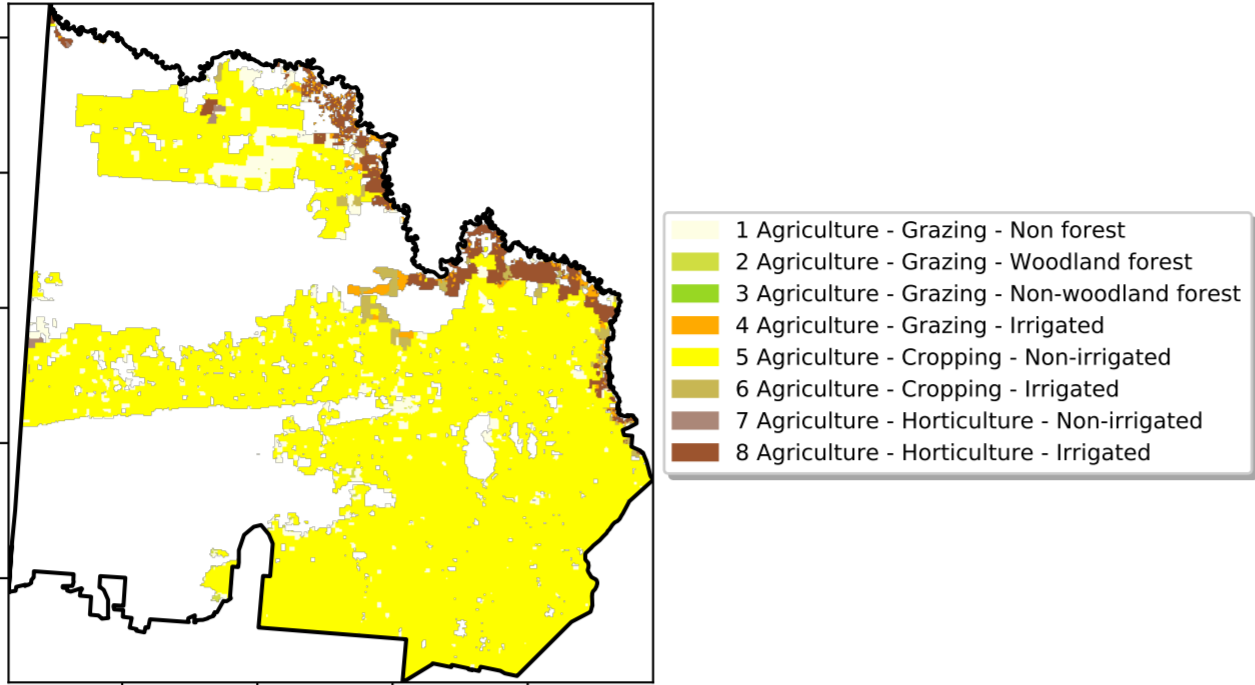 1 Agriculture - Grazing - Non forest
2 Agriculture - Grazing - Woodland forest
3 Agriculture - Grazing - Non-woodland forest
4 Agriculture - Grazing - Irrigated
5 Agriculture - Cropping - Non-irrigated
6 Agriculture - Cropping - Irrigated
7 Agriculture - Horticulture - Non-irrigated
8 Agriculture - Horticulture - Irrigated